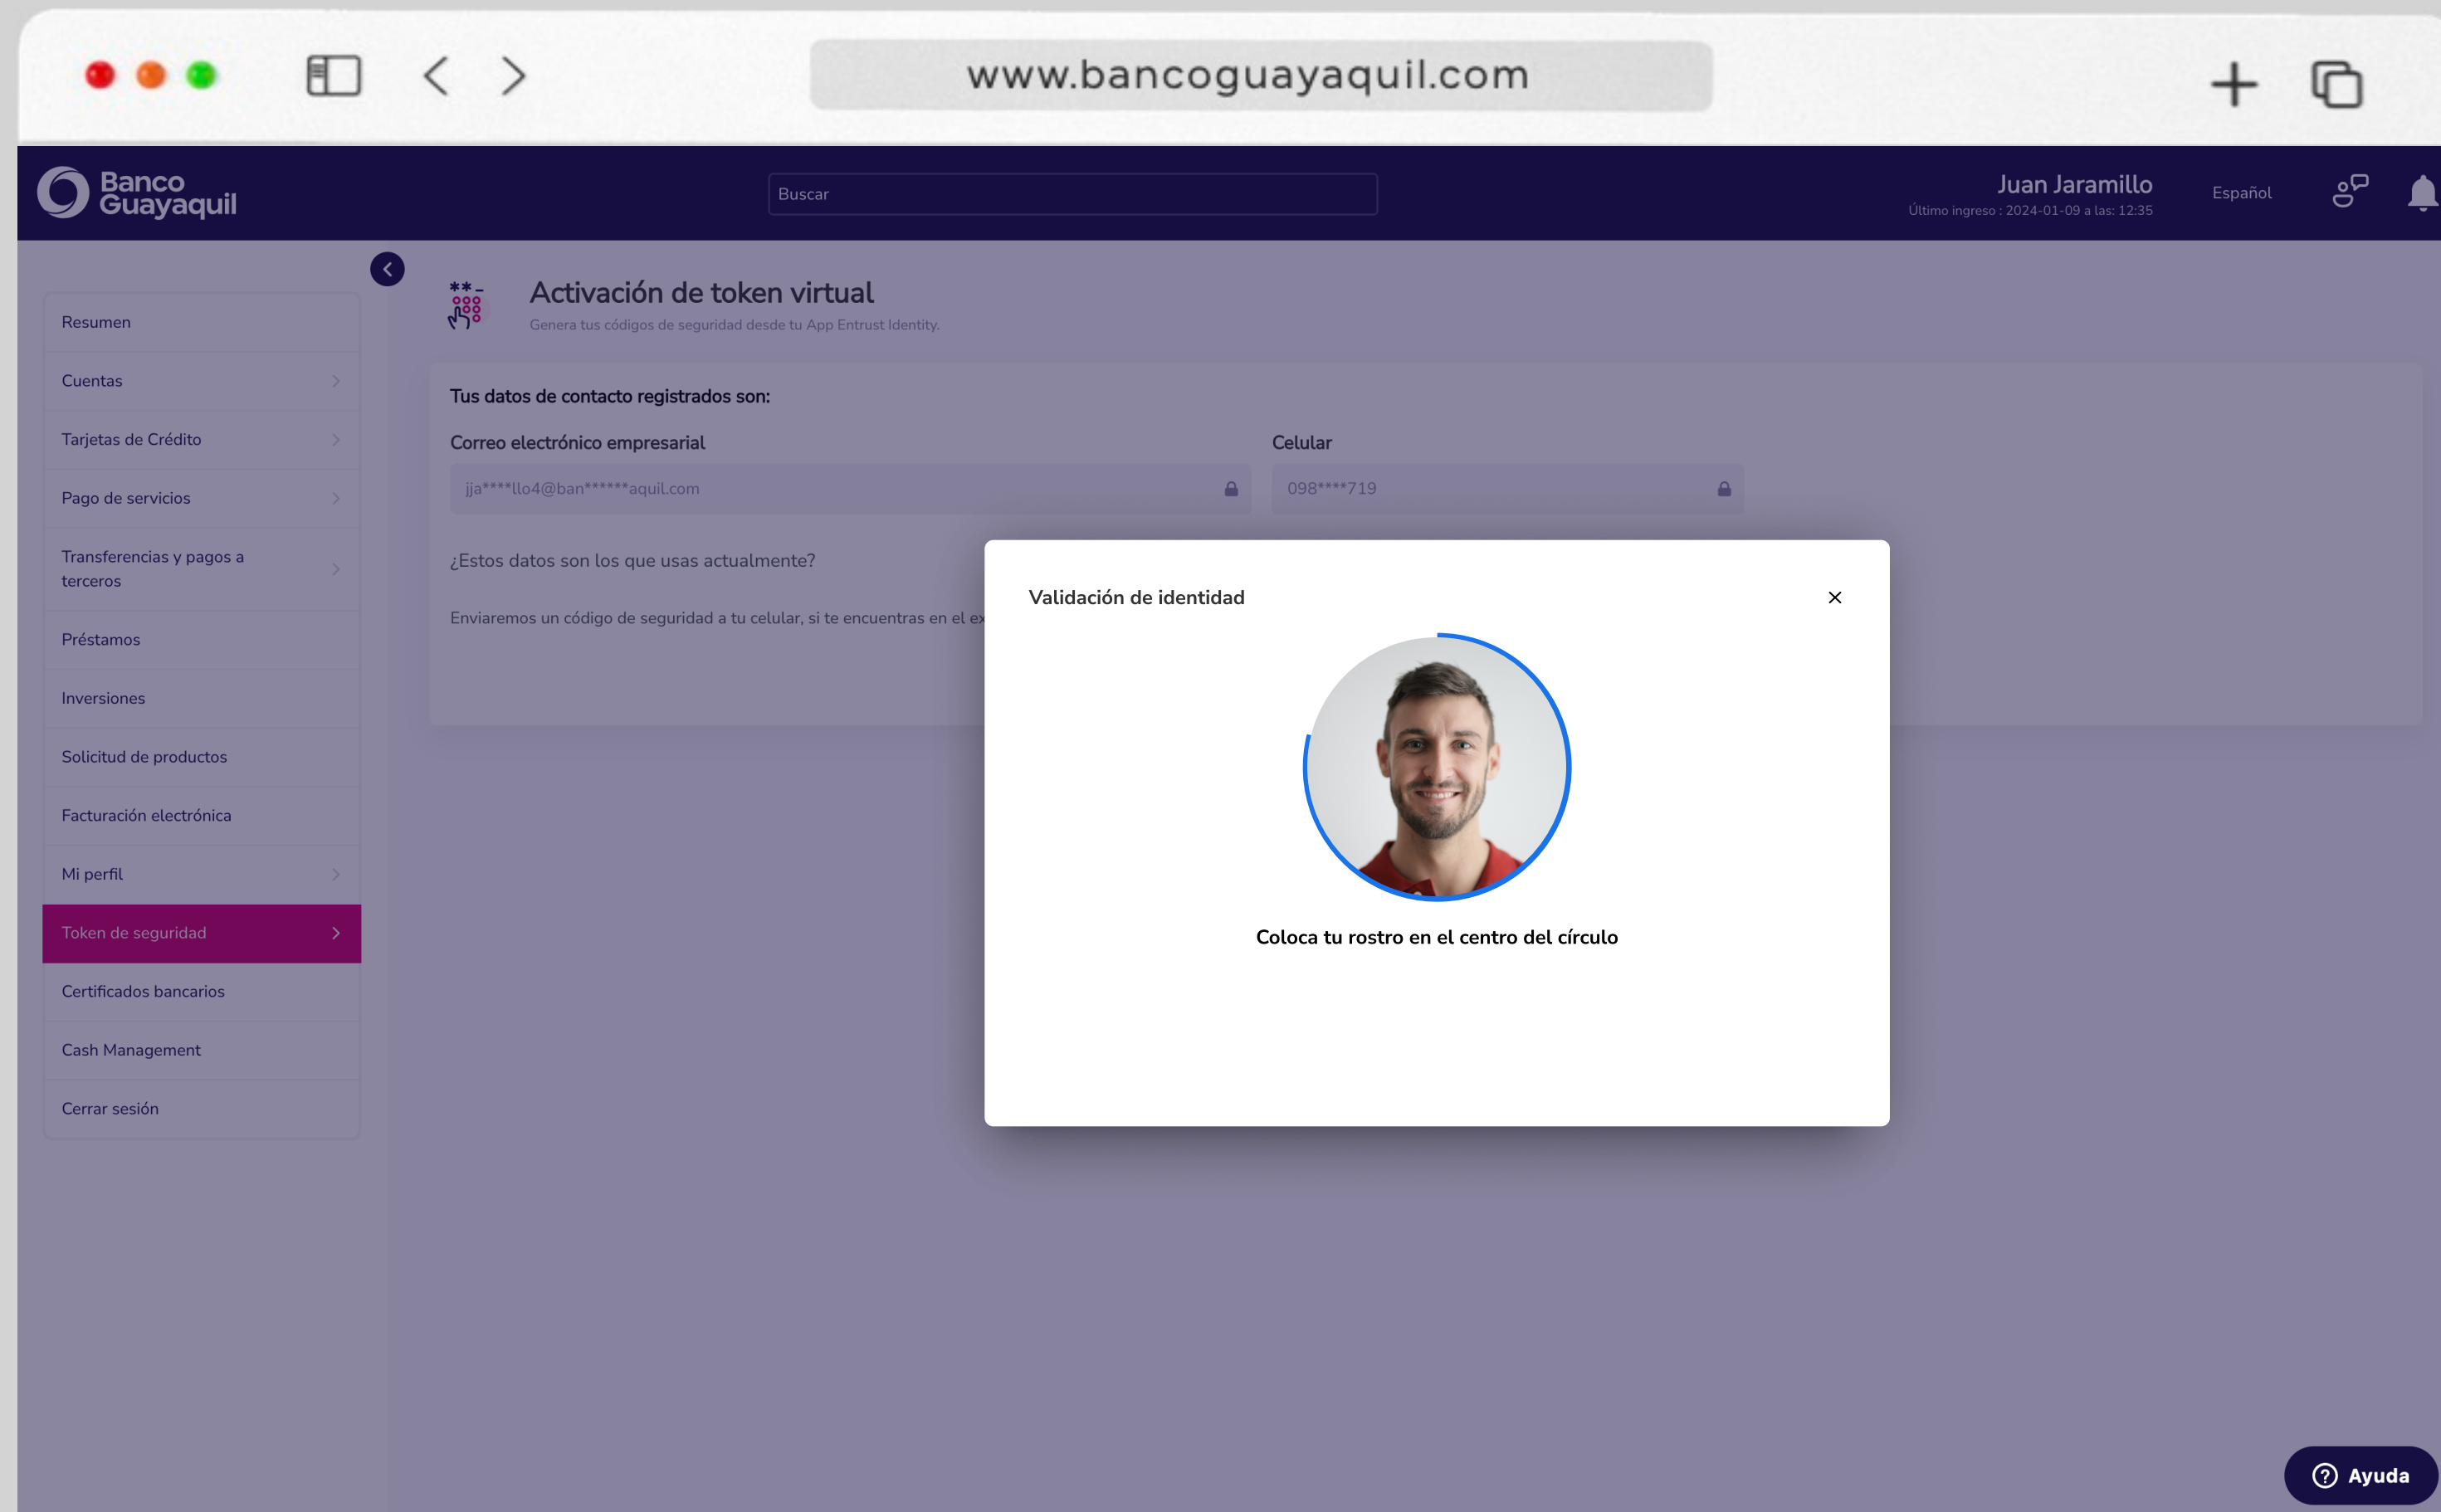 www.bancoguayaquil.com
Banco
Guayaquil
Buscar
Juan Jaramillo
Último ingreso : 2024-01-09 a las: 12:35
Español
Activación de token virtual
Genera tus códigos de seguridad desde tu App Entrust Identity.
Resumen
Cuentas
Tarjetas de Crédito
Pago de servicios
Transferencias y pagos a
terceros
Préstamos
Inversiones
Solicitud de productos
Facturación electrónica
Mi perfil
Token de seguridad
Certificados bancarios
Cash Management
Cerrar sesión
Tus datos de contacto registrados son:
Correo electrónico empresarial
Celular
jja****llo4@ban******aquil.com
098****719
¿Estos datos son los que usas actualmente?
Enviaremos un código de seguridad a tu celular, si te encuentras en el
Validación de identidad
Coloca tu rostro en el centro del círculo
Ayuda